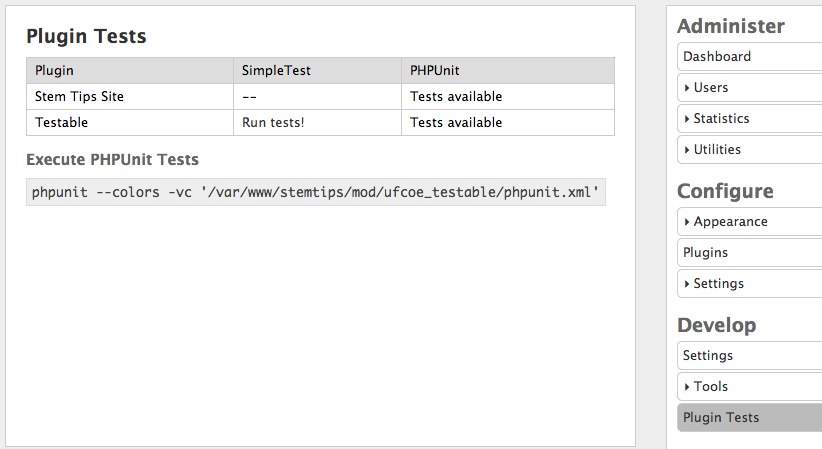 Plugin Tests
Plugin SimpleTest PHPUnit
Stem Tips Site -- Tests available
Testable Run tests! Tests available
Execute PHPUnit Tests
phpunit --colors -vc '/var/www/stemtips/mod/ufcoe_testable/phpunit.xml'
Administer
Dashboard
Users
Statistics
Utilities
Configure
Appearance
Plugins
Settings
Develop
Settings
Tools
Plugin Tests